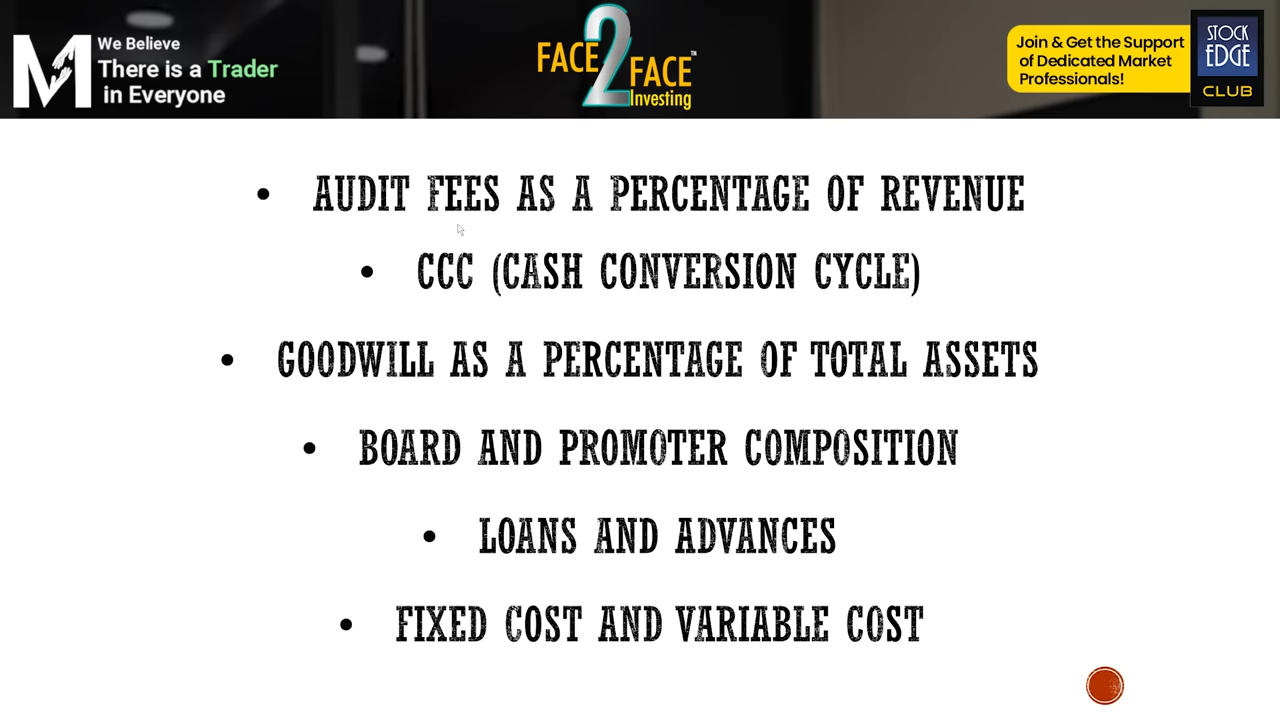 We Believe
There is a Trader
in Everyone
FACE 2 FACE™
Investing
Join & Get the Support
of Dedicated Market
Professionals!
STOCK
EDGE
CLUB
• AUDIT FEES AS A PERCENTAGE OF REVENUE
• CCC (CASH CONVERSION CYCLE)
• GOODWILL AS A PERCENTAGE OF TOTAL ASSETS
• BOARD AND PROMOTER COMPOSITION
• LOANS AND ADVANCES
• FIXED COST AND VARIABLE COST